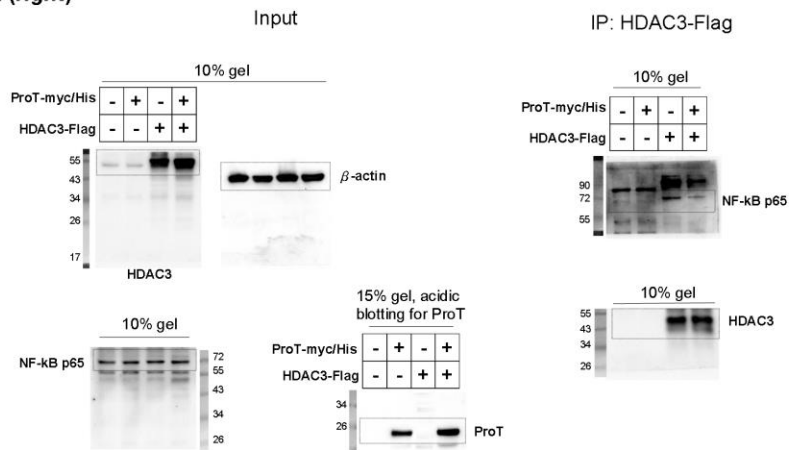 (right)
Input
IP: HDAC3-Flag
10% gel
ProT-myc/His - + - +
HDAC3-Flag - - + +
55
43
34
26
17
HDAC3
β-actin
10% gel
ProT-myc/His - + - +
HDAC3-Flag - - + +
90
72
55
NF-kB p65
10% gel
NF-kB p65
72
55
43
34
26
15% gel, acidic
blotting for ProT
ProT-myc/His - + - +
HDAC3-Flag - - + +
34
26
ProT
10% gel
55
43
34
26
HDAC3